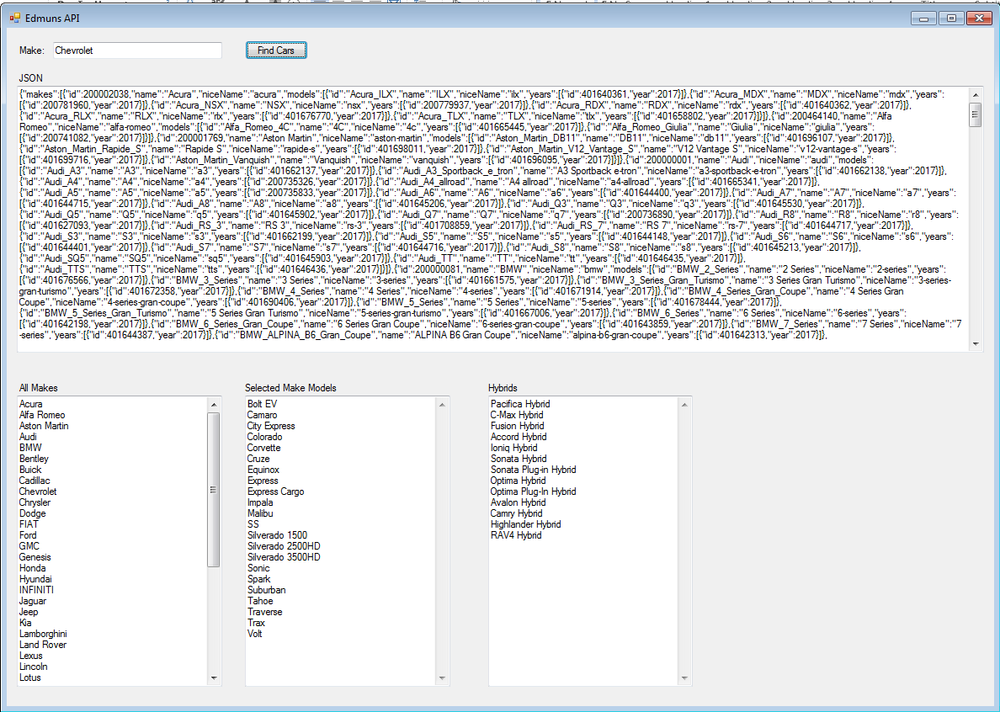 Edmuns API
Make:
Chevrolet
Find Cars
JSON
{"makes":[{"id":200002038,"name":"Acura","niceName":"acura","models":[{"id":"Acura_ILX","name":"ILX","niceName":"ilx","years":[{"id":401640361,"year":2017}]},{"id":"Acura_MDX","name":"MDX","niceName":"mdx","years":
[{"id":200781960,"year":2017}]},{"id":"Acura_NSX","name":"NSX","niceName":"nsx","years":[{"id":200779937,"year":2017}]},{"id":"Acura_RDX","name":"RDX","niceName":"rdx","years":[{"id":401640362,"year":2017}]},
{"id":"Acura_RLX","name":"RLX","niceName":"rlx","years":[{"id":401676770,"year":2017}]},{"id":"Acura_TLX","name":"TLX","niceName":"tlx","years":[{"id":401658802,"year":2017}]}]},{"id":200464140,"name":"Alfa
Romeo","niceName":"alfa-romeo","models":[{"id":"Alfa_Romeo_4C","name":"4C","niceName":"4c","years":[{"id":401665445,"year":2017}]},{"id":"Alfa_Romeo_Giulia","name":"Giulia","niceName":"giulia","years":
[{"id":200741082,"year":2017}]}]},{"id":200001769,"name":"Aston Martin","niceName":"aston-martin","models":[{"id":"Aston_Martin_DB11","name":"DB11","niceName":"db11","years":[{"id":401696107,"year":2017}]},
{"id":"Aston_Martin_Rapide_S","name":"Rapide S","niceName":"rapide-s","years":[{"id":401698011,"year":2017}]},{"id":"Aston_Martin_V12_Vantage_S","name":"V12 Vantage S","niceName":"v12-vantage-s","years":
[{"id":401699716,"year":2017}]},{"id":"Aston_Martin_Vanquish","name":"Vanquish","niceName":"vanquish","years":[{"id":401696095,"year":2017}]}]},{"id":200000001,"name":"Audi","niceName":"audi","models":
[{"id":"Audi_A3","name":"A3","niceName":"a3","years":[{"id":401662137,"year":2017}]},{"id":"Audi_A3_Sportback_e_tron","name":"A3 Sportback e-tron","niceName":"a3-sportback-e-tron","years":[{"id":401662138,"year":2017}]},
{"id":"Audi_A4","name":"A4","niceName":"a4","years":[{"id":200735326,"year":2017}]},{"id":"Audi_A4_allroad","name":"A4 allroad","niceName":"a4-allroad","years":[{"id":401665341,"year":2017}]},
{"id":"Audi_A5","name":"A5","niceName":"a5","years":[{"id":200735833,"year":2017}]},{"id":"Audi_A6","name":"A6","niceName":"a6","years":[{"id":401644400,"year":2017}]},{"id":"Audi_A7","name":"A7","niceName":"a7","years":
[{"id":401644715,"year":2017}]},{"id":"Audi_A8","name":"A8","niceName":"a8","years":[{"id":401645206,"year":2017}]},{"id":"Audi_Q3","name":"Q3","niceName":"q3","years":[{"id":401645530,"year":2017}]},
{"id":"Audi_Q5","name":"Q5","niceName":"q5","years":[{"id":401645902,"year":2017}]},{"id":"Audi_Q7","name":"Q7","niceName":"q7","years":[{"id":200736890,"year":2017}]},{"id":"Audi_R8","name":"R8","niceName":"r8","years":
[{"id":401627093,"year":2017}]},{"id":"Audi_RS_3","name":"RS 3","niceName":"rs-3","years":[{"id":401708859,"year":2017}]},{"id":"Audi_RS_7","name":"RS 7","niceName":"rs-7","years":[{"id":401644717,"year":2017}]},
{"id":"Audi_S3","name":"S3","niceName":"s3","years":[{"id":401662199,"year":2017}]},{"id":"Audi_S5","name":"S5","niceName":"s5","years":[{"id":401644148,"year":2017}]},{"id":"Audi_S6","name":"S6","niceName":"s6","years":
[{"id":401644401,"year":2017}]},{"id":"Audi_S7","name":"S7","niceName":"s7","years":[{"id":401644716,"year":2017}]},{"id":"Audi_S8","name":"S8","niceName":"s8","years":[{"id":401645213,"year":2017}]},
{"id":"Audi_SQ5","name":"SQ5","niceName":"sq5","years":[{"id":401645903,"year":2017}]},{"id":"Audi_TT","name":"TT","niceName":"tt","years":[{"id":401646435,"year":2017}]},
{"id":"Audi_TTS","name":"TTS","niceName":"tts","years":[{"id":401646436,"year":2017}]}]},{"id":200000081,"name":"BMW","niceName":"bmw","models":[{"id":"BMW_2_Series","name":"2 Series","niceName":"2-series","years":
[{"id":401676566,"year":2017}]},{"id":"BMW_3_Series","name":"3 Series","niceName":"3-series","years":[{"id":401661575,"year":2017}]},{"id":"BMW_3_Series_Gran_Turismo","name":"3 Series Gran Turismo","niceName":"3-series-
gran-turismo","years":[{"id":401672358,"year":2017}]},{"id":"BMW_4_Series","name":"4 Series","niceName":"4-series","years":[{"id":401671914,"year":2017}]},{"id":"BMW_4_Series_Gran_Coupe","name":"4 Series Gran
Coupe","niceName":"4-series-gran-coupe","years":[{"id":401690406,"year":2017}]},{"id":"BMW_5_Series","name":"5 Series","niceName":"5-series","years":[{"id":401678444,"year":2017}]},
{"id":"BMW_5_Series_Gran_Turismo","name":"5 Series Gran Turismo","niceName":"5-series-gran-turismo","years":[{"id":401667006,"year":2017}]},{"id":"BMW_6_Series","name":"6 Series","niceName":"6-series","years":
[{"id":401642198,"year":2017}]},{"id":"BMW_6_Series_Gran_Coupe","name":"6 Series Gran Coupe","niceName":"6-series-gran-coupe","years":[{"id":401643859,"year":2017}]},{"id":"BMW_7_Series","name":"7 Series","niceName":"7
-series","years":[{"id":401644387,"year":2017}]},{"id":"BMW_ALPINA_B6_Gran_Coupe","name":"ALPINA B6 Gran Coupe","niceName":"alpina-b6-gran-coupe","years":[{"id":401642313,"year":2017}]},
All Makes
Acura
Alfa Romeo
Aston Martin
Audi
BMW
Bentley
Buick
Cadillac
Chevrolet
Chrysler
Dodge
FIAT
Ford
GMC
Genesis
Honda
Hyundai
INFINITI
Jaguar
Jeep
Kia
Lamborghini
Land Rover
Lexus
Lincoln
Lotus
Selected Make Models
Bolt EV
Camaro
City Express
Colorado
Corvette
Cruze
Equinox
Express
Express Cargo
Impala
Malibu
SS
Silverado 1500
Silverado 2500HD
Silverado 3500HD
Sonic
Spark
Suburban
Tahoe
Traverse
Trax
Volt
Hybrids
Pacifica Hybrid
C-Max Hybrid
Fusion Hybrid
Accord Hybrid
Ioniq Hybrid
Sonata Hybrid
Sonata Plug-in Hybrid
Optima Hybrid
Optima Plug-In Hybrid
Avalon Hybrid
Camry Hybrid
Highlander Hybrid
RAV4 Hybrid